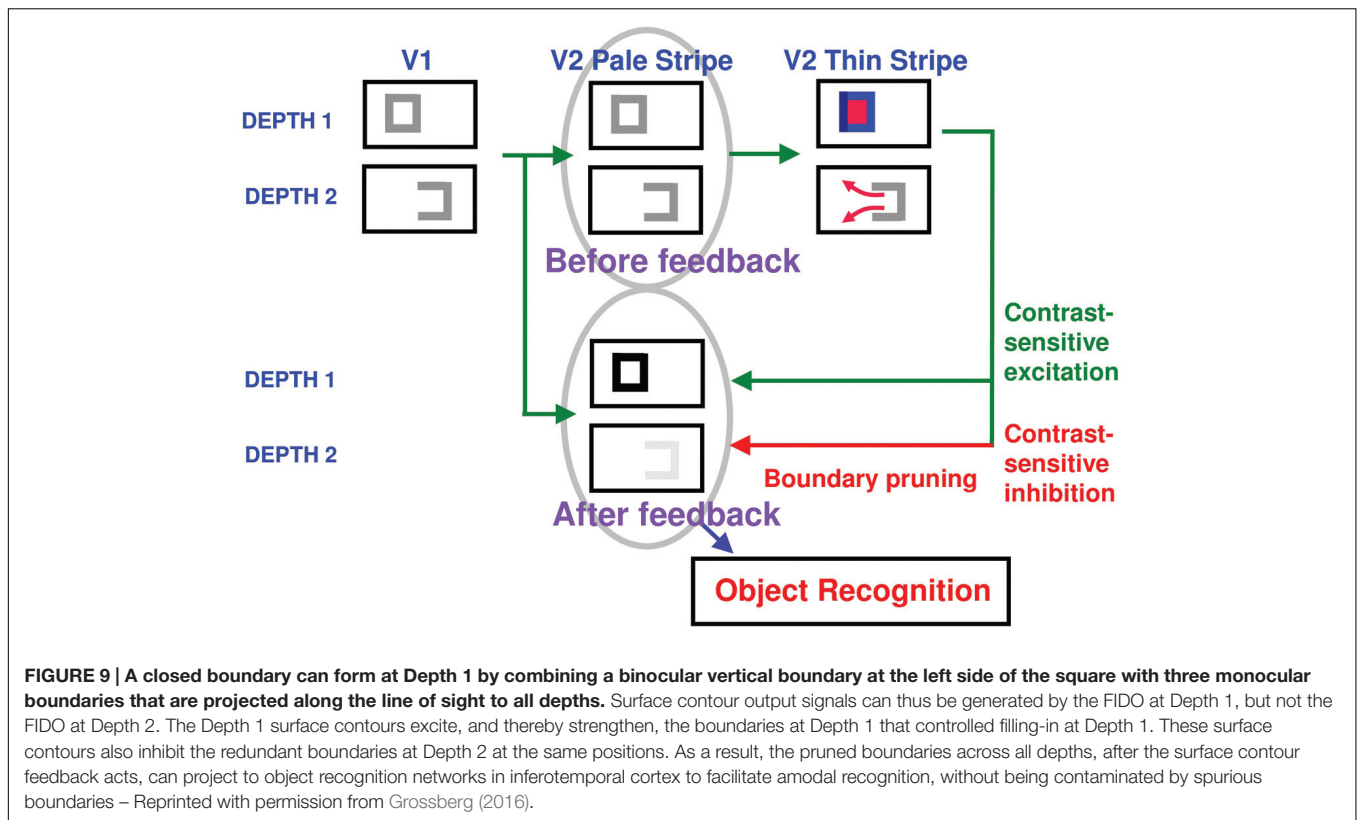 V1
V2 Pale Stripe
V2 Thin Stripe
DEPTH 1
DEPTH 2
Before feedback
Contrast-
sensitive
excitation
DEPTH 1
DEPTH 2
Contrast-
sensitive
inhibition
Boundary pruning
After feedback
Object Recognition
FIGURE 9 | A closed boundary can form at Depth 1 by combining a binocular vertical boundary at the left side of the square with three monocular
boundaries that are projected along the line of sight to all depths. Surface contour output signals can thus be generated by the FIDO at Depth 1, but not the
FIDO at Depth 2. The Depth 1 surface contours excite, and thereby strengthen, the boundaries at Depth 1 that controlled filling-in at Depth 1. These surface
contours also inhibit the redundant boundaries at Depth 2 at the same positions. As a result, the pruned boundaries across all depths, after the surface contour
feedback acts, can project to object recognition networks in inferotemporal cortex to facilitate amodal recognition, without being contaminated by spurious
boundaries – Reprinted with permission from Grossberg (2016).